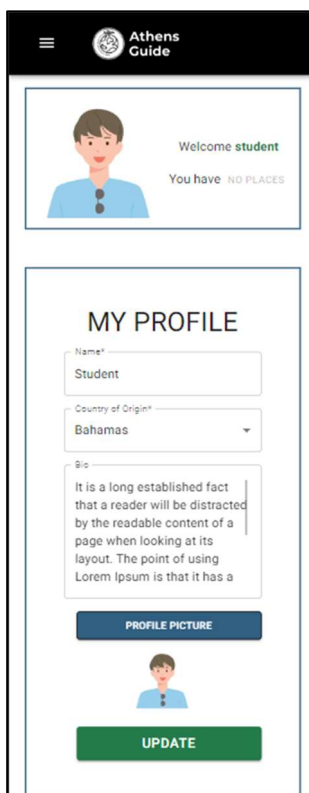 Athens
Guide
Welcome student
You have NO PLACES
MY PROFILE
Name*
Student
Country of Origin*
Bahamas
Bio
It is a long established fact
that a reader will be distracted
by the readable content of a
page when looking at its
layout. The point of using
Lorem Ipsum is that it has a
PROFILE PICTURE
UPDATE